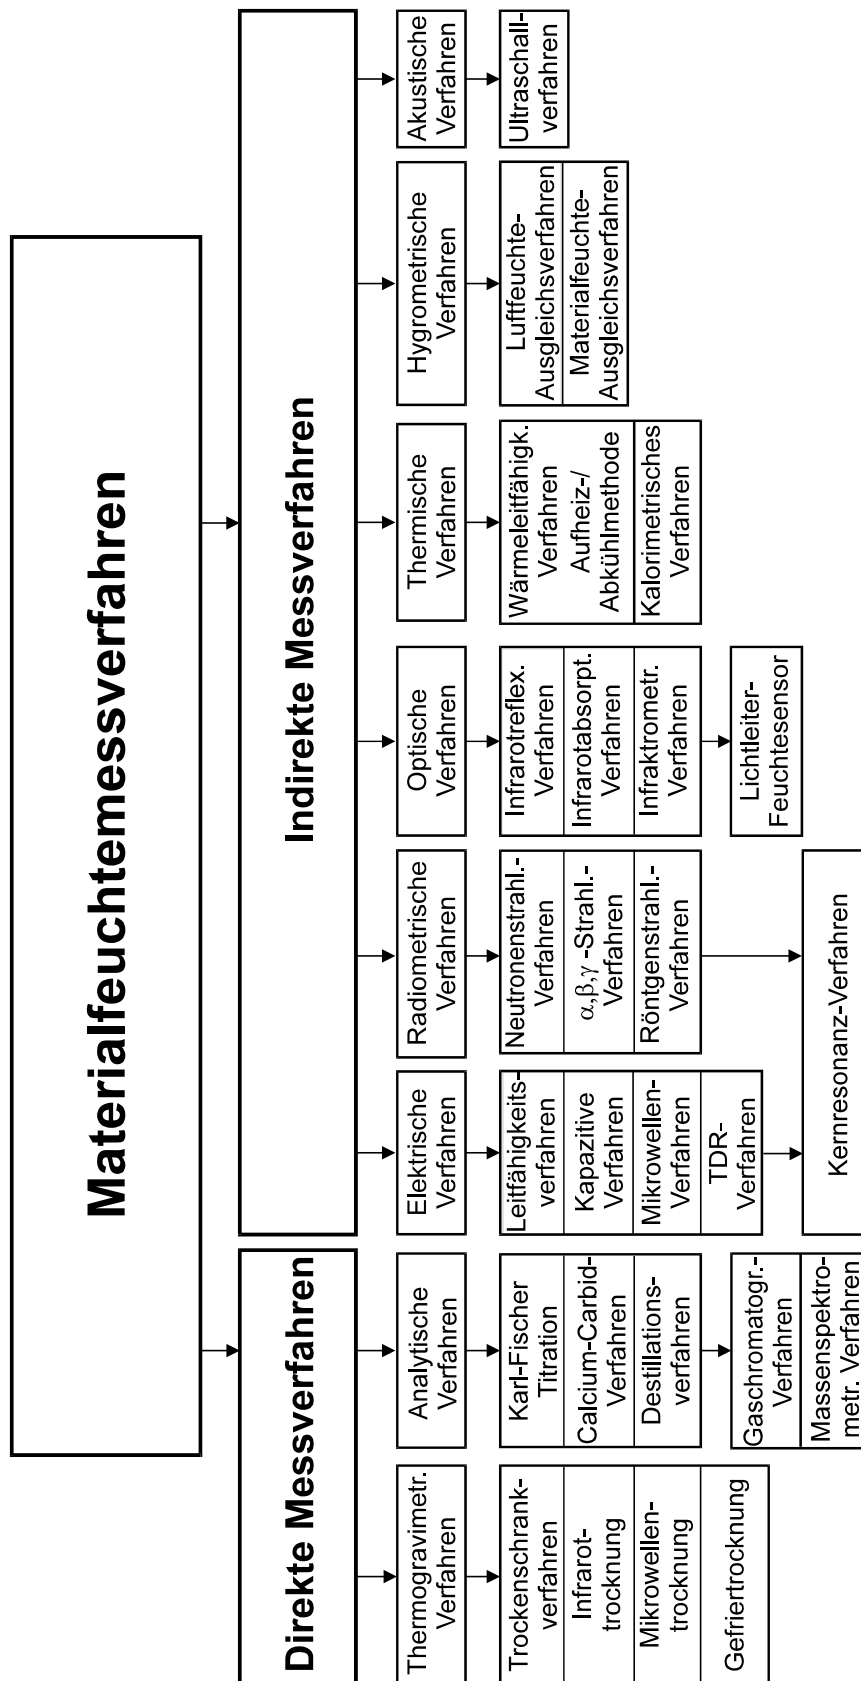 Materialfeuchtemessverfahren
Direkte Messverfahren
Indirekte Messverfahren
Thermogravimetr.
Verfahren
Analytische
Verfahren
Elektrische
Verfahren
Radiometrische
Verfahren
Optische
Verfahren
Thermische
Verfahren
Hygrometrische
Verfahren
Akustische
Verfahren
Trockenschrank-
verfahren
Infrarot-
trocknung
Mikrowellen-
trocknung
Gefriertrocknung
Karl-Fischer
Titration
Calcium-Carbid-
Verfahren
Destillations-
verfahren
Gaschromatogr.-
Verfahren
Massenspektro-
metr. Verfahren
Leitfähigkeits-
verfahren
Kapazitive
Verfahren
Mikrowellen-
Verfahren
TDR-
Verfahren
Neutronenstrahl.-
Verfahren
α,β,γ -Strahl.-
Verfahren
Röntgenstrahl.-
Verfahren
Kernresonanz-Verfahren
Infrarotreflex.
Verfahren
Infrarotabsorpt.
Verfahren
Infraktrometr.
Verfahren
Lichtleiter-
Feuchtesensor
Wärmeleitfähigk.
Verfahren
Aufheiz-/
Abkühlmethode
Kalorimetrisches
Verfahren
Luftfeuchte-
Ausgleichsverfahren
Materialfeuchte-
Ausgleichsverfahren
Ultraschall-
verfahren